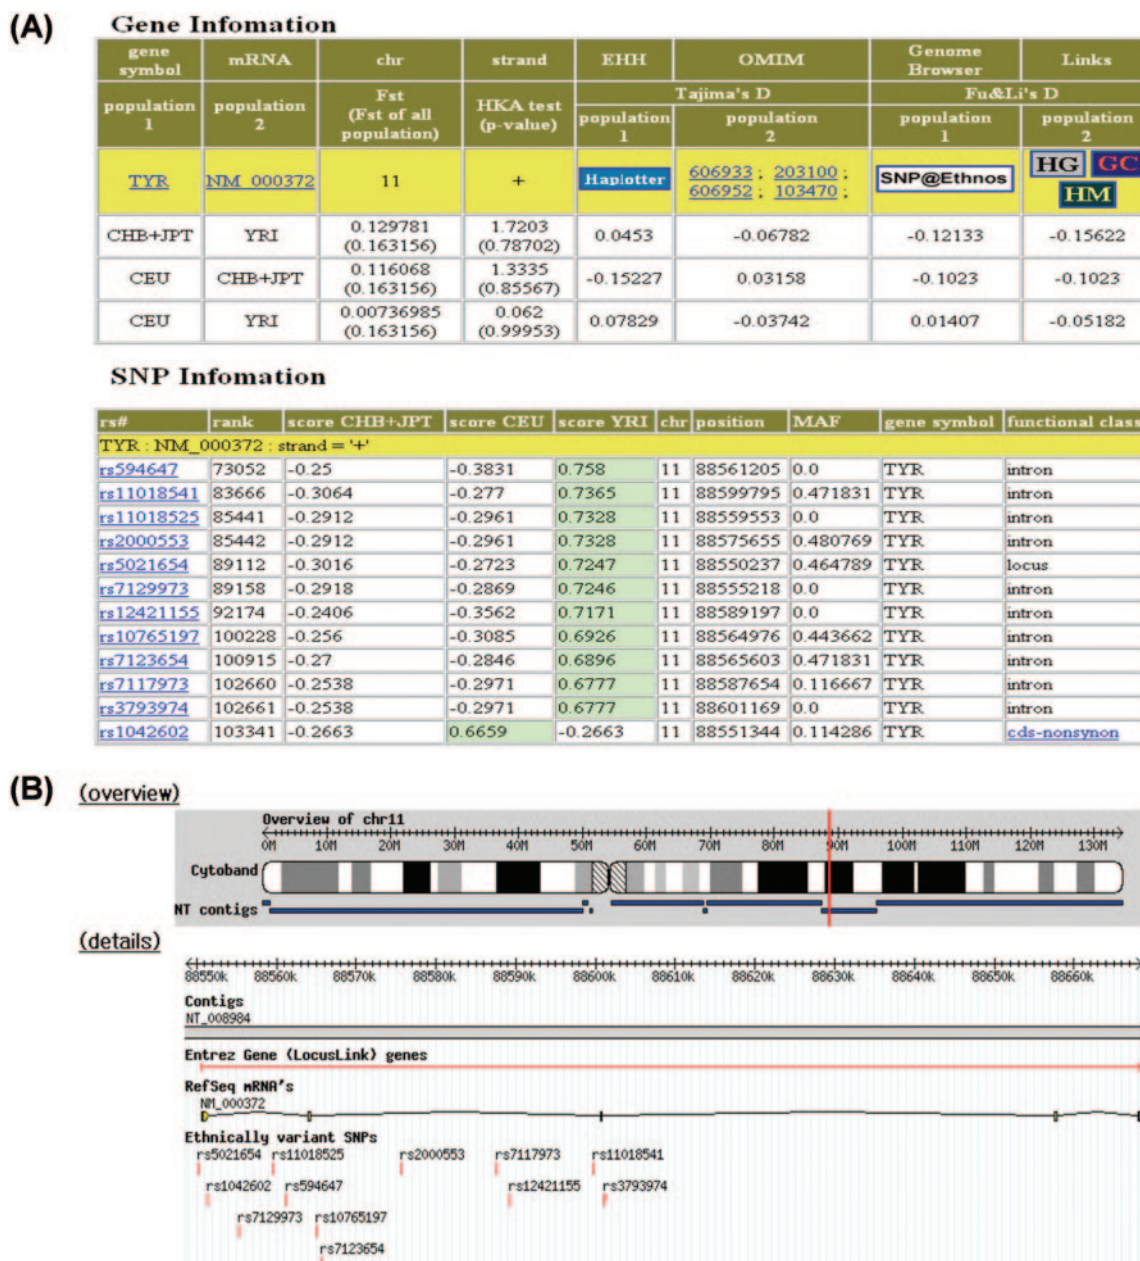 (A)
Gene Infomation
gene symbol mRNA chr strand EHH OMIM Genome Browser Links
population 1 population 2 Fst (Fst of all population) HKA test (p-value) Tajima's D Fu&Li's D
population 1 population 2 population 1 population 2
TYR NM_000372 11 + Haplotter 606933 ; 203100 ; 606952 ; 103470 ; SNP@Ethnos HG GC HM
CHB+JPT YRI 0.129781 (0.163156) 1.7203 (0.78702) 0.0453 -0.06782 -0.12133 -0.15622
CEU CHB+JPT 0.116068 (0.163156) 1.3335 (0.85567) -0.15227 0.03158 -0.1023 -0.1023
CEU YRI 0.00736985 (0.163156) 0.062 (0.99953) 0.07829 -0.03742 0.01407 -0.05182
SNP Infomation
rs# rank score CHB+JPT score CEU score YRI chr position MAF gene symbol functional class
TYR : NM_000372 : strand = '+'
rs594647 73052 -0.25 -0.3831 0.758 11 88561205 0.0 TYR intron
rs11018541 83666 -0.3064 -0.277 0.7365 11 88599795 0.471831 TYR intron
rs11018525 85441 -0.2912 -0.2961 0.7328 11 88559553 0.0 TYR intron
rs2000553 85442 -0.2912 -0.2961 0.7328 11 88575655 0.480769 TYR intron
rs5021654 89112 -0.3016 -0.2723 0.7247 11 88550237 0.464789 TYR locus
rs7129973 89158 -0.2918 -0.2869 0.7246 11 88555218 0.0 TYR intron
rs12421155 92174 -0.2406 -0.3562 0.7171 11 88589197 0.0 TYR intron
rs10765197 100228 -0.256 -0.3085 0.6926 11 88564976 0.443662 TYR intron
rs7123654 100915 -0.27 -0.2846 0.6896 11 88565603 0.471831 TYR intron
rs7117973 102660 -0.2538 -0.2971 0.6777 11 88587654 0.116667 TYR intron
rs3793974 102661 -0.2538 -0.2971 0.6777 11 88601169 0.0 TYR intron
rs1042602 103341 -0.2663 0.6659 -0.2663 11 88551344 0.114286 TYR cds-nonsynon
(B)
(overview)
Overview of chr11
0M 10M 20M 30M 40M 50M 60M 70M 80M 90M 100M 110M 120M 130M
Cytoband
NT contigs
(details)
88550k 88560k 88570k 88580k 88590k 88600k 88610k 88620k 88630k 88640k 88650k 88660k
Contigs
NT_008984
Entrez Gene (LocusLink) genes
RefSeq mRNA's
NM_000372
Ethnically variant SNPs
rs5021654 rs11018525 rs2000553 rs7117973 rs11018541
rs1042602 rs594647 rs12421155 rs3793974
rs7129973 rs10765197
rs7123654